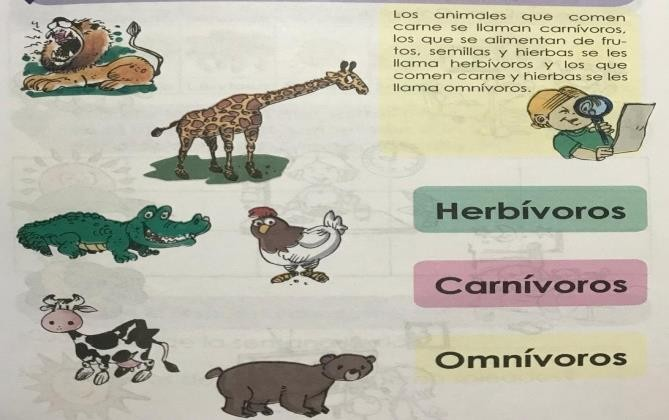 Los animales que comen
carne se llaman carnívoros,
los que se alimentan de fru-
tos, semillas y hierbas se les
llama herbívoros y los que
comen carne y hierbas se les
llama omnívoros.
Herbívoros
Carnívoros
Omnívoros